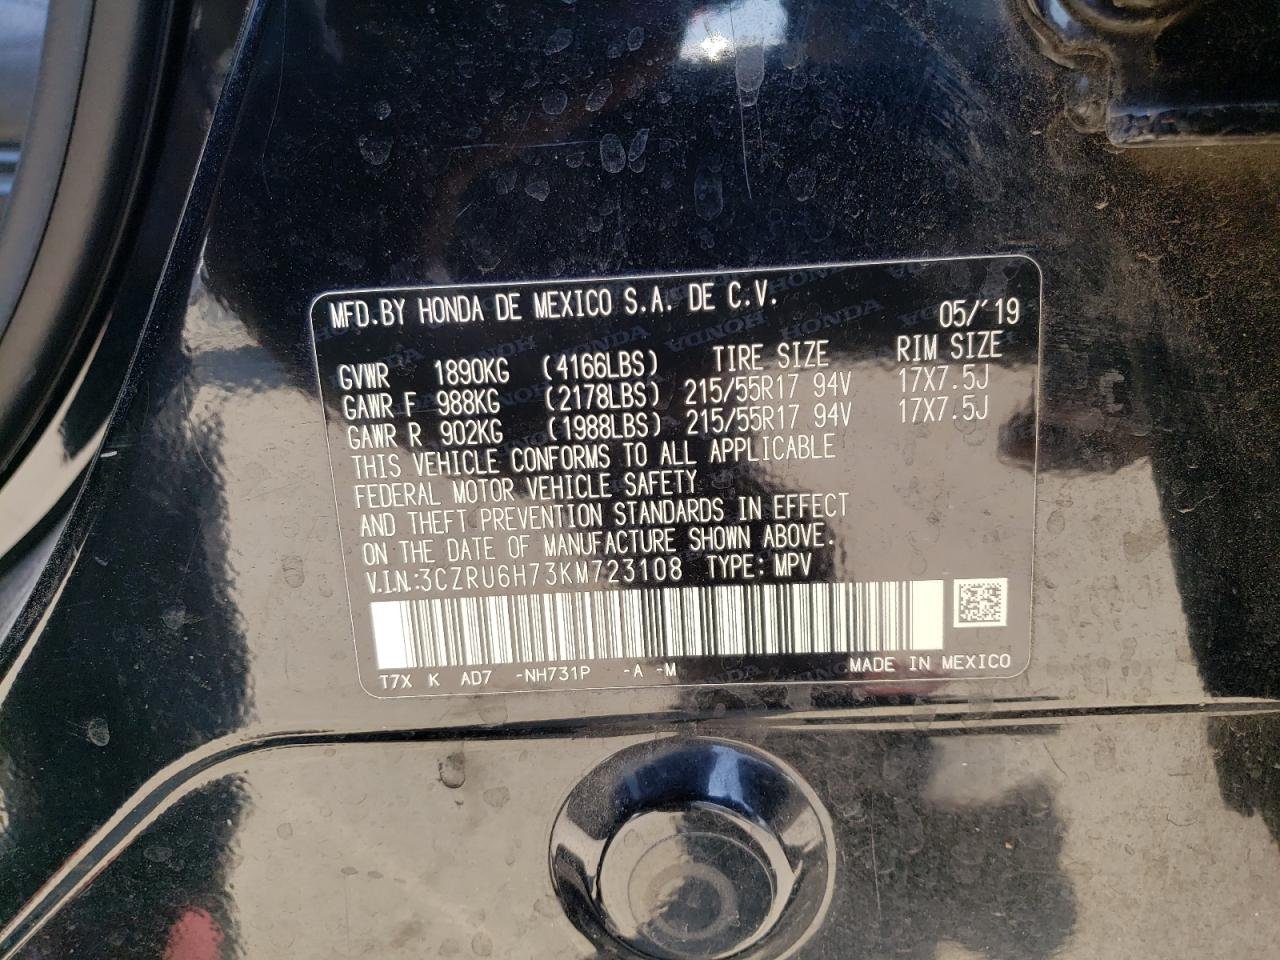 MFD.BY HONDA DE MEXICO S.A. DE C.V. 05/'19
GVWR 1890KG (4166LBS) TIRE SIZE RIM SIZE
GAWR F 988KG (2178LBS) 215/55R17 94V 17X7.5J
GAWR R 902KG (1988LBS) 215/55R17 94V 17X7.5J
THIS VEHICLE CONFORMS TO ALL APPLICABLE
FEDERAL MOTOR VEHICLE SAFETY
AND THEFT PREVENTION STANDARDS IN EFFECT
ON THE DATE OF MANUFACTURE SHOWN ABOVE.
V.I.N.:3CZRU6H73KM723108 TYPE: MPV
T7X K AD7 -NH731P -A -M MADE IN MEXICO